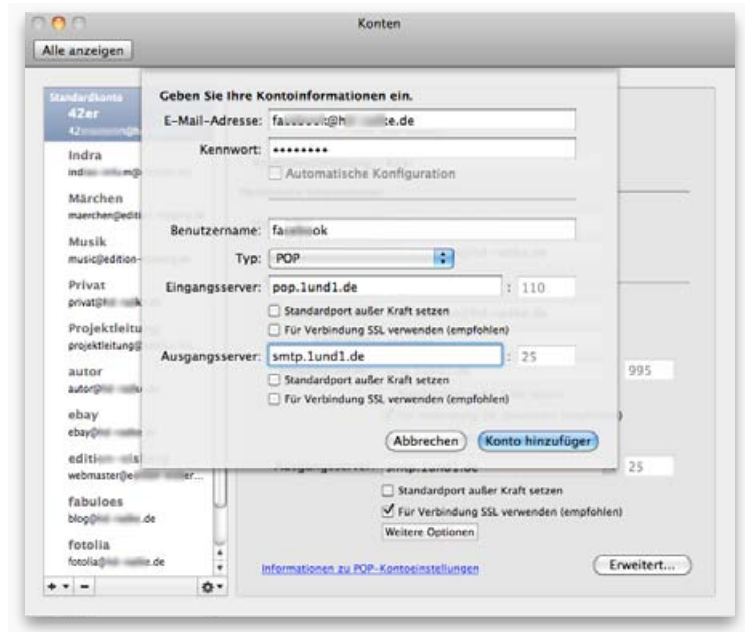 Konten
Alle anzeigen
Standardkonto
42er
Indra
Märchen
Musik
Privat
Projektleitu
autor
ebay
fabuloes
fotolia
Geben Sie Ihre Kontoinformationen ein.
E-Mail-Adresse:
Kennwort: ••••••••
Automatische Konfiguration
Benutzername:
Typ: POP
Eingangsserver: pop.1und1.de : 110
Standardport außer Kraft setzen
Für Verbindung SSL verwenden (empfohlen)
Ausgangsserver: smtp.1und1.de : 25
Standardport außer Kraft setzen
Für Verbindung SSL verwenden (empfohlen)
Abbrechen Konto hinzufüger
995
25
Standardport außer Kraft setzen
Für Verbindung SSL verwenden (empfohlen)
Weitere Optionen
Informationen zu POP-Kontoeinstellungen
Erweitert...